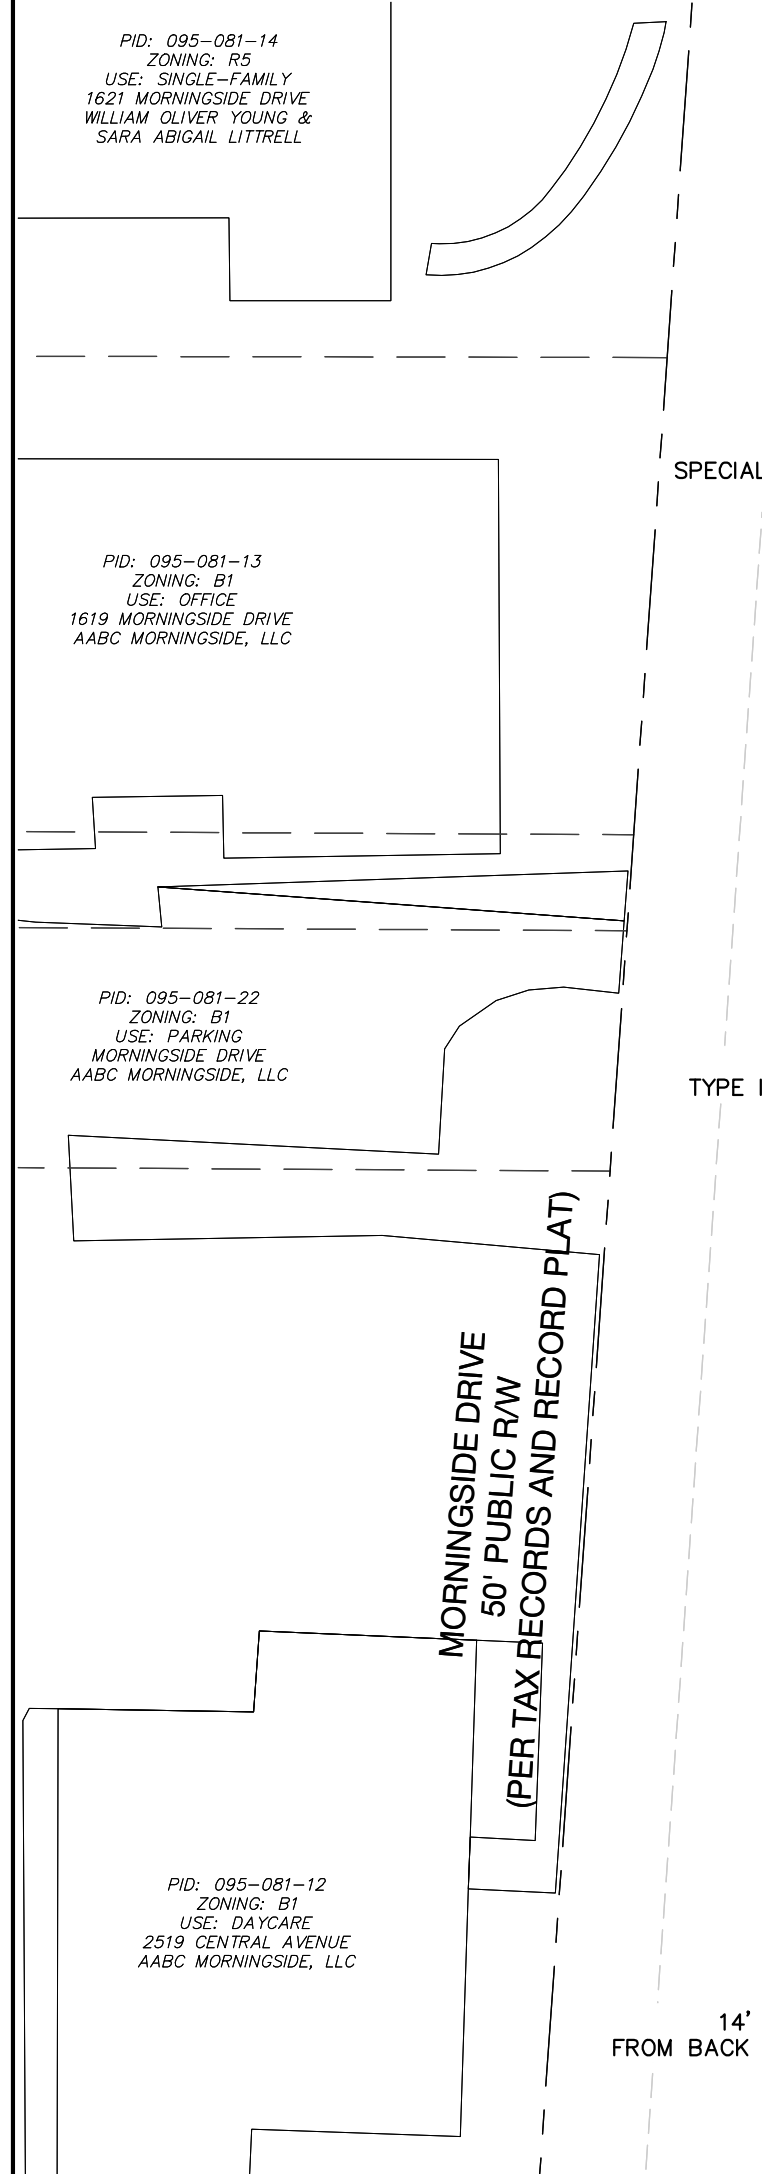 PID: 095-081-14
ZONING: R5
USE: SINGLE-FAMILY
1621 MORNINGSIDE DRIVE
WILLIAM OLIVER YOUNG &
SARA ABIGAIL LITTRELL
SPECIAL
PID: 095-081-13
ZONING: B1
USE: OFFICE
1619 MORNINGSIDE DRIVE
AABC MORNINGSIDE, LLC
PID: 095-081-22
ZONING: B1
USE: PARKING
MORNINGSIDE DRIVE
AABC MORNINGSIDE, LLC
TYPE
MORNINGSIDE DRIVE
50' PUBLIC R/W
(PER TAX RECORDS AND RECORD PLAT)
PID: 095-081-12
ZONING: B1
USE: DAYCARE
2519 CENTRAL AVENUE
AABC MORNINGSIDE, LLC
14'
FROM BACK